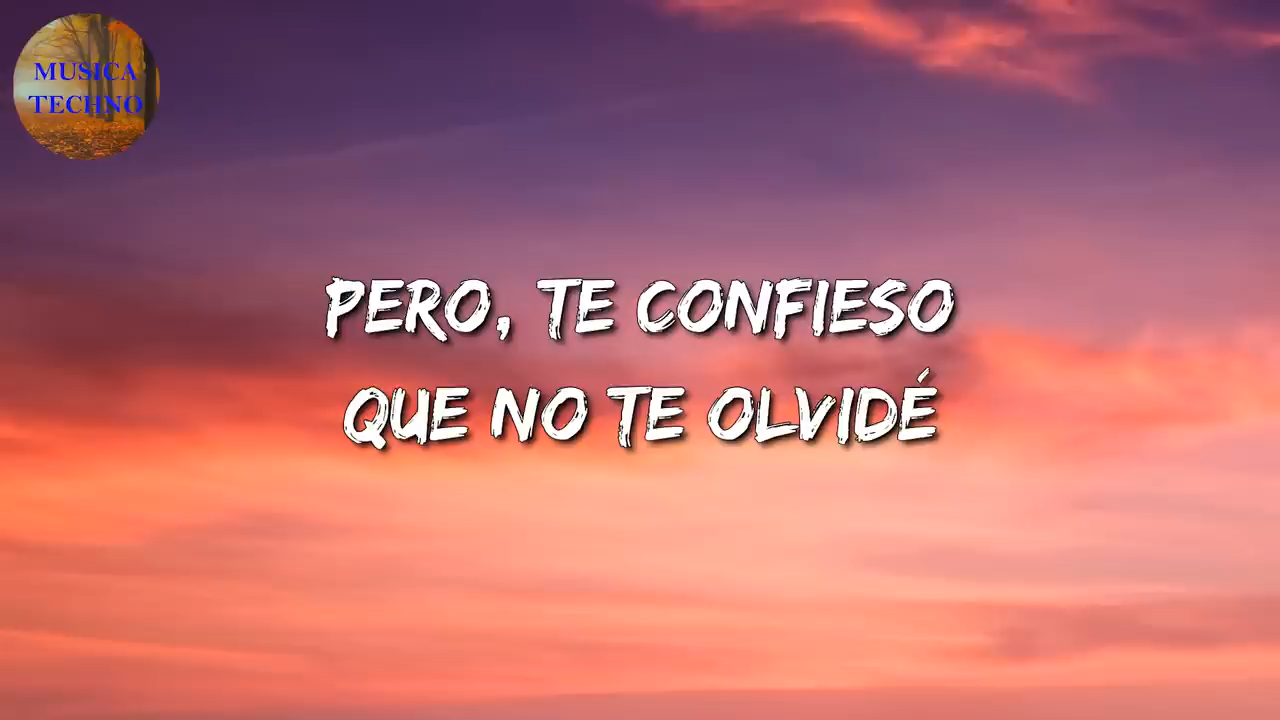 MUSICA
TECHNO
PERO, TE CONFIESO
QUE NO TE OLVIDÉ